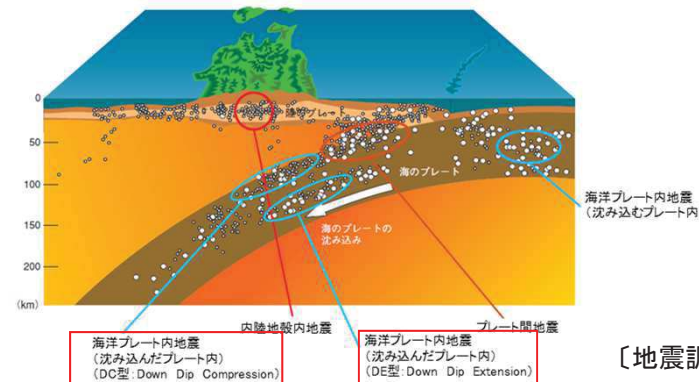 0
50
100
150
200
(km)
プレート
海のプレート
海のプレートの
沈み込み
海洋プレート内地震
(沈み込むプレート内
内陸地殻内地震
プレート間地震
海洋プレート内地震
(沈み込んだプレート内)
(DC型:Down Dip Compression)
海洋プレート内地震
(沈み込んだプレート内)
(DE型:Down Dip Extension)
〔地震調